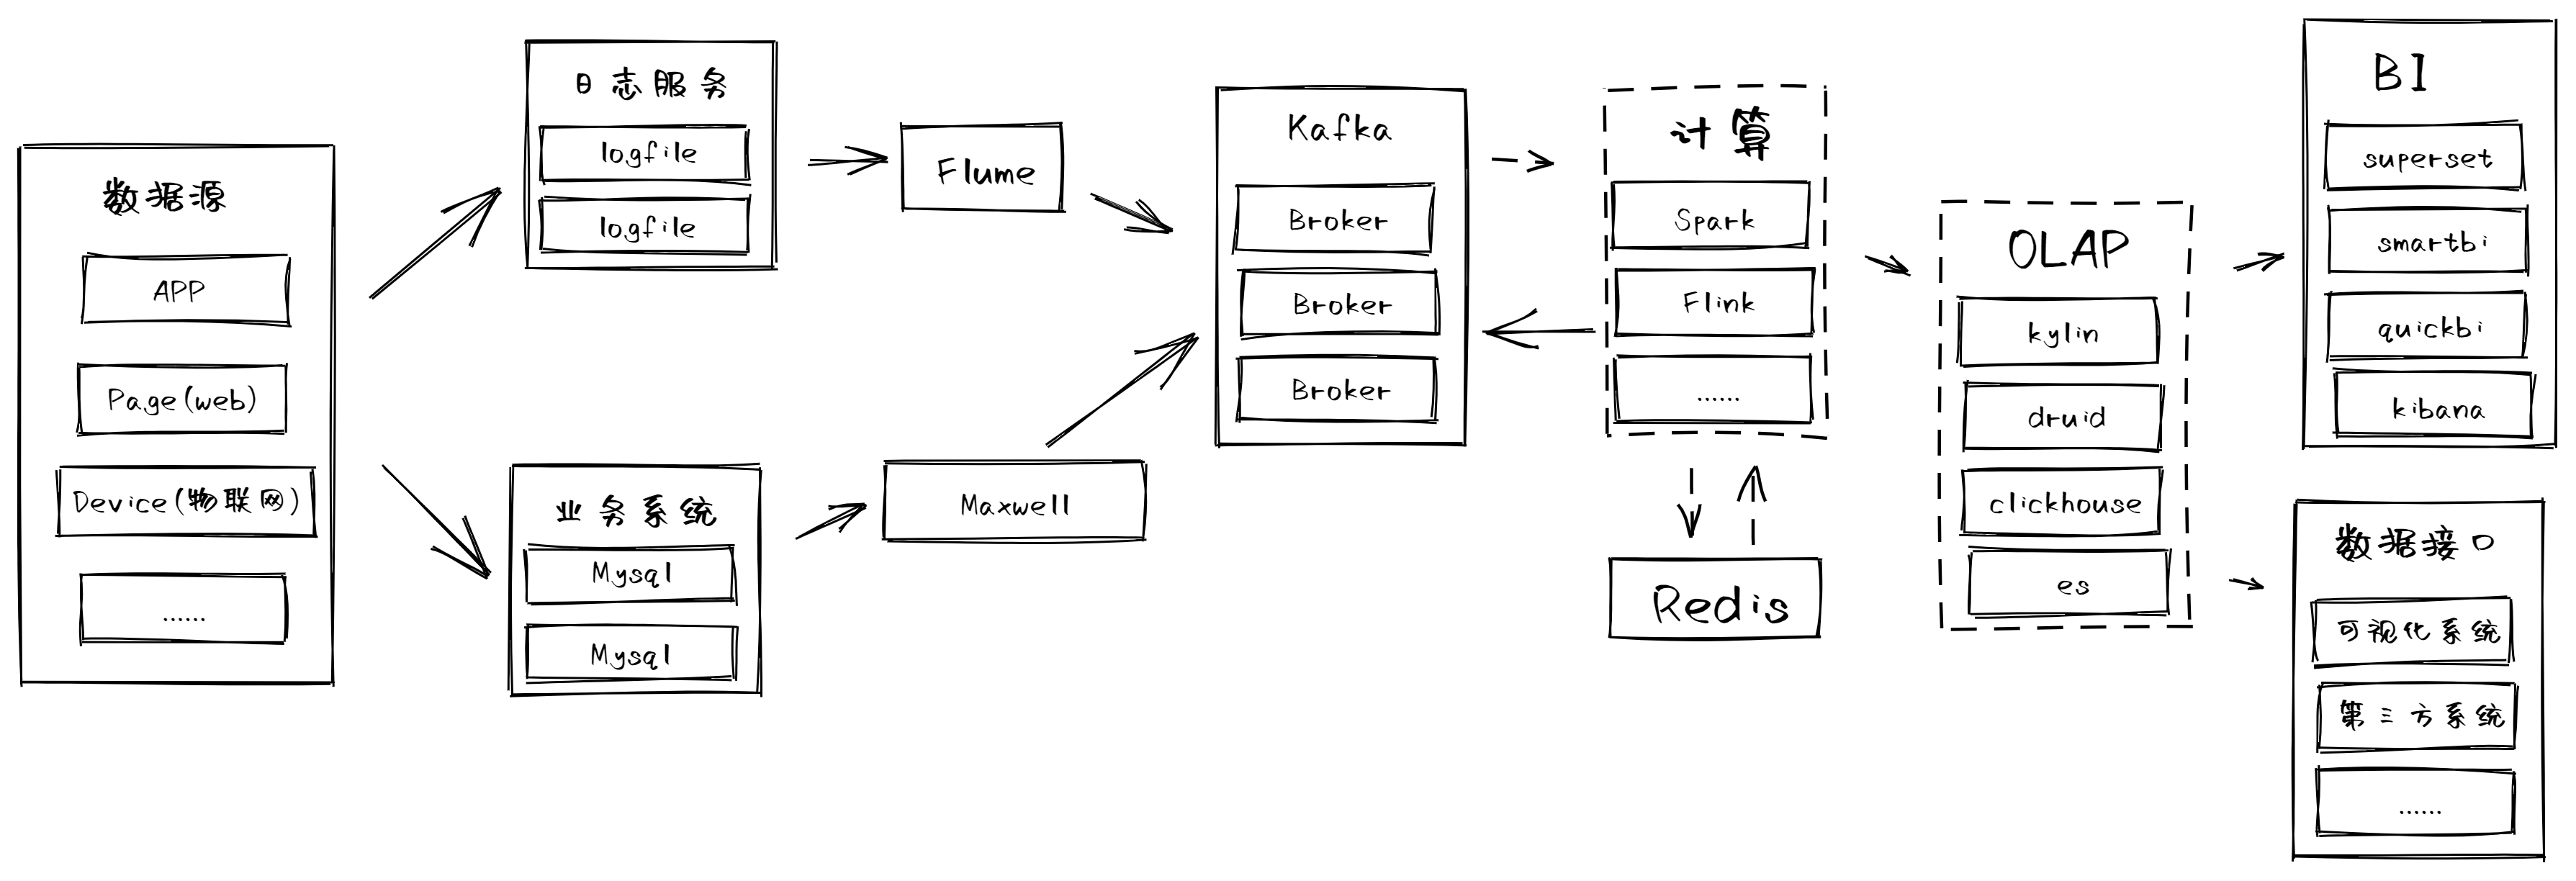 数据源
APP
Page(web)
Device(物联网)
......
日志服务
logfile
logfile
业务系统
Mysql
Mysql
Flume
Maxwell
Kafka
Broker
Broker
Broker
计算
Spark
Flink
......
Redis
OLAP
kylin
druid
clickhouse
es
BI
superset
smartbi
quickbi
kibana
数据接口
可视化系统
第三方系统
......